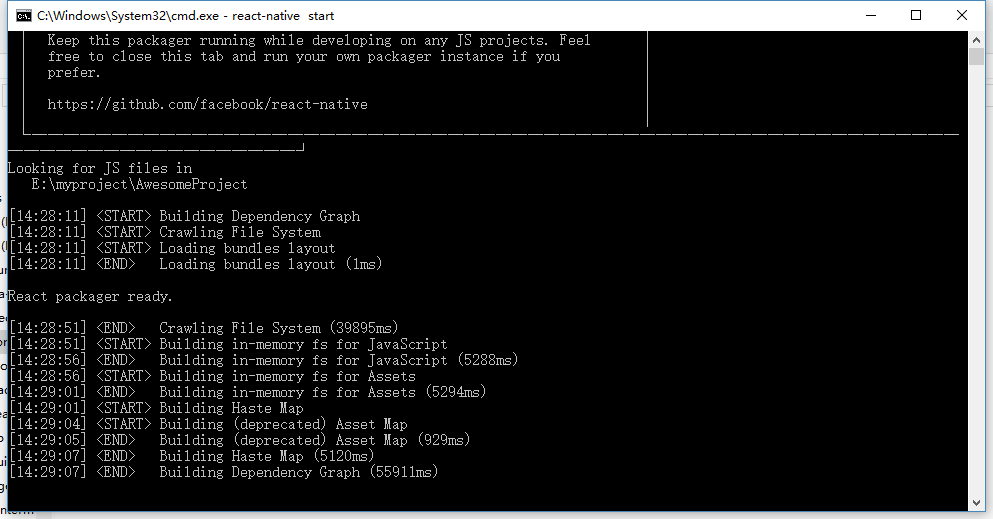 C:\Windows\System32\cmd.exe - react-native start
Keep this packager running while developing on any JS projects. Feel
free to close this tab and run your own packager instance if you
prefer.
https://github.com/facebook/react-native
Looking for JS files in
E:\myproject\AwesomeProject
[14:28:11] <START> Building Dependency Graph
[14:28:11] <START> Crawling File System
[14:28:11] <START> Loading bundles layout
[14:28:11] <END>   Loading bundles layout (1ms)
React packager ready.
[14:28:51] <END>   Crawling File System (39895ms)
[14:28:51] <START> Building in-memory fs for JavaScript
[14:28:56] <END>   Building in-memory fs for JavaScript (5288ms)
[14:28:56] <START> Building in-memory fs for Assets
[14:29:01] <END>   Building in-memory fs for Assets (5294ms)
[14:29:01] <START> Building Haste Map
[14:29:04] <START> Building (deprecated) Asset Map
[14:29:05] <END>   Building (deprecated) Asset Map (929ms)
[14:29:07] <END>   Building Haste Map (5120ms)
[14:29:07] <END>   Building Dependency Graph (55911ms)